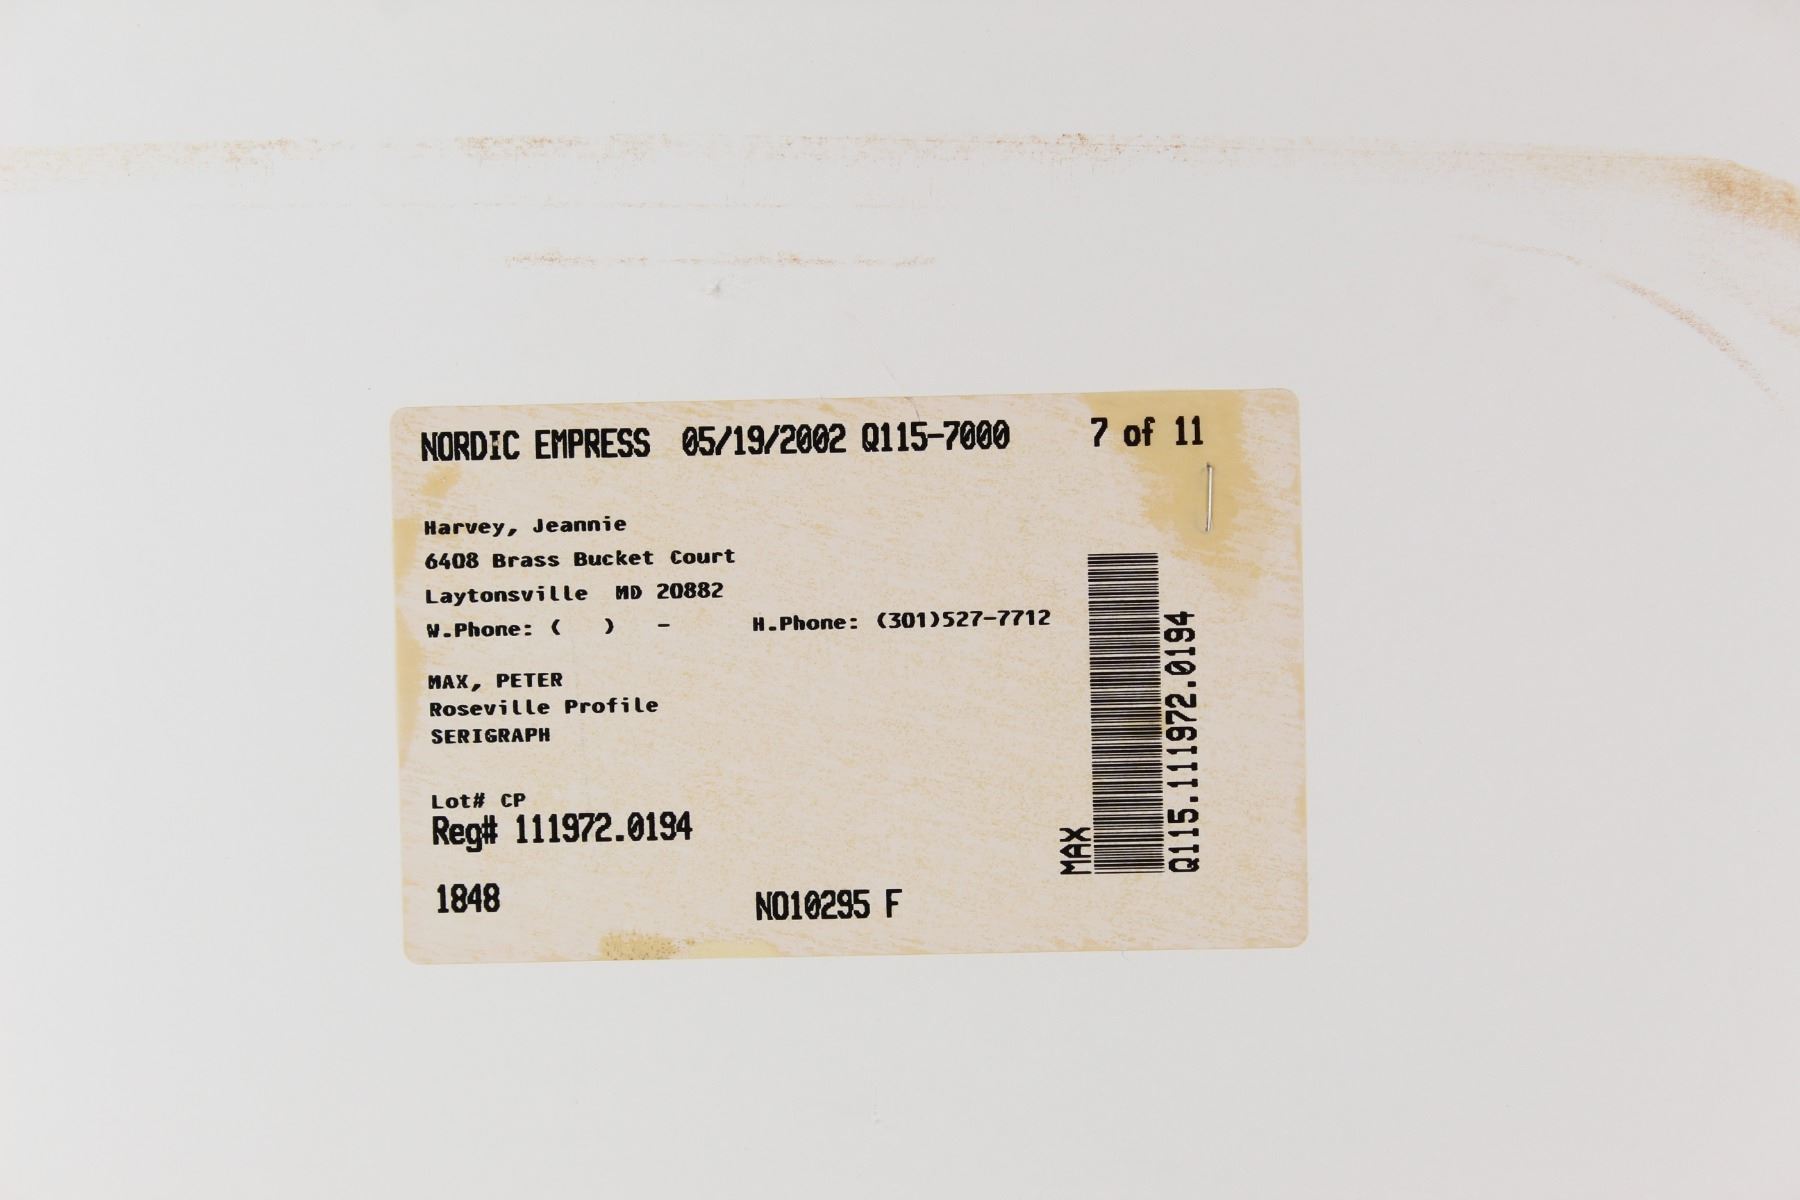 NORDIC EMPRESS 05/19/2002 Q115-7000 7 of 11
Harvey, Jeannie
6408 Brass Bucket Court
Laytonsville MD 20882
W.Phone: ( ) - H.Phone: (301)527-7712
MAX, PETER
Roseville Profile
SERIGRAPH
Lot# CP
Reg# 111972.0194
1848 NO10295 F
MAX
Q115.111972.0194